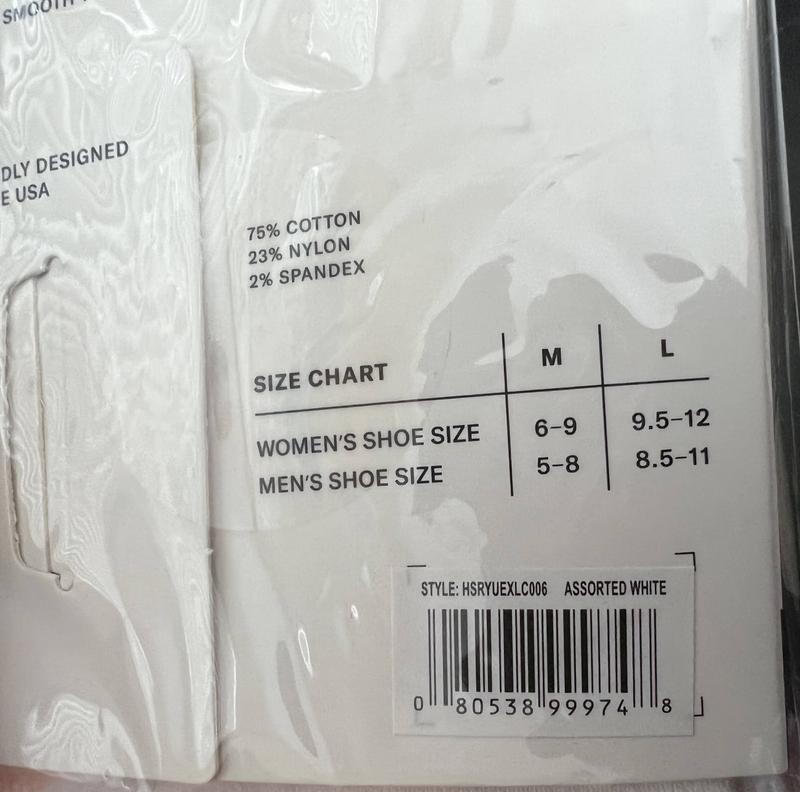 SMOOTH
DLY DESIGNED
E USA
75% COTTON
23% NYLON
2% SPANDEX
SIZE CHART M L
WOMEN'S SHOE SIZE 6–9 9.5–12
MEN'S SHOE SIZE 5–8 8.5–11
STYLE: HSRYUEXLC006 ASSORTED WHITE
0 80538 99974 8